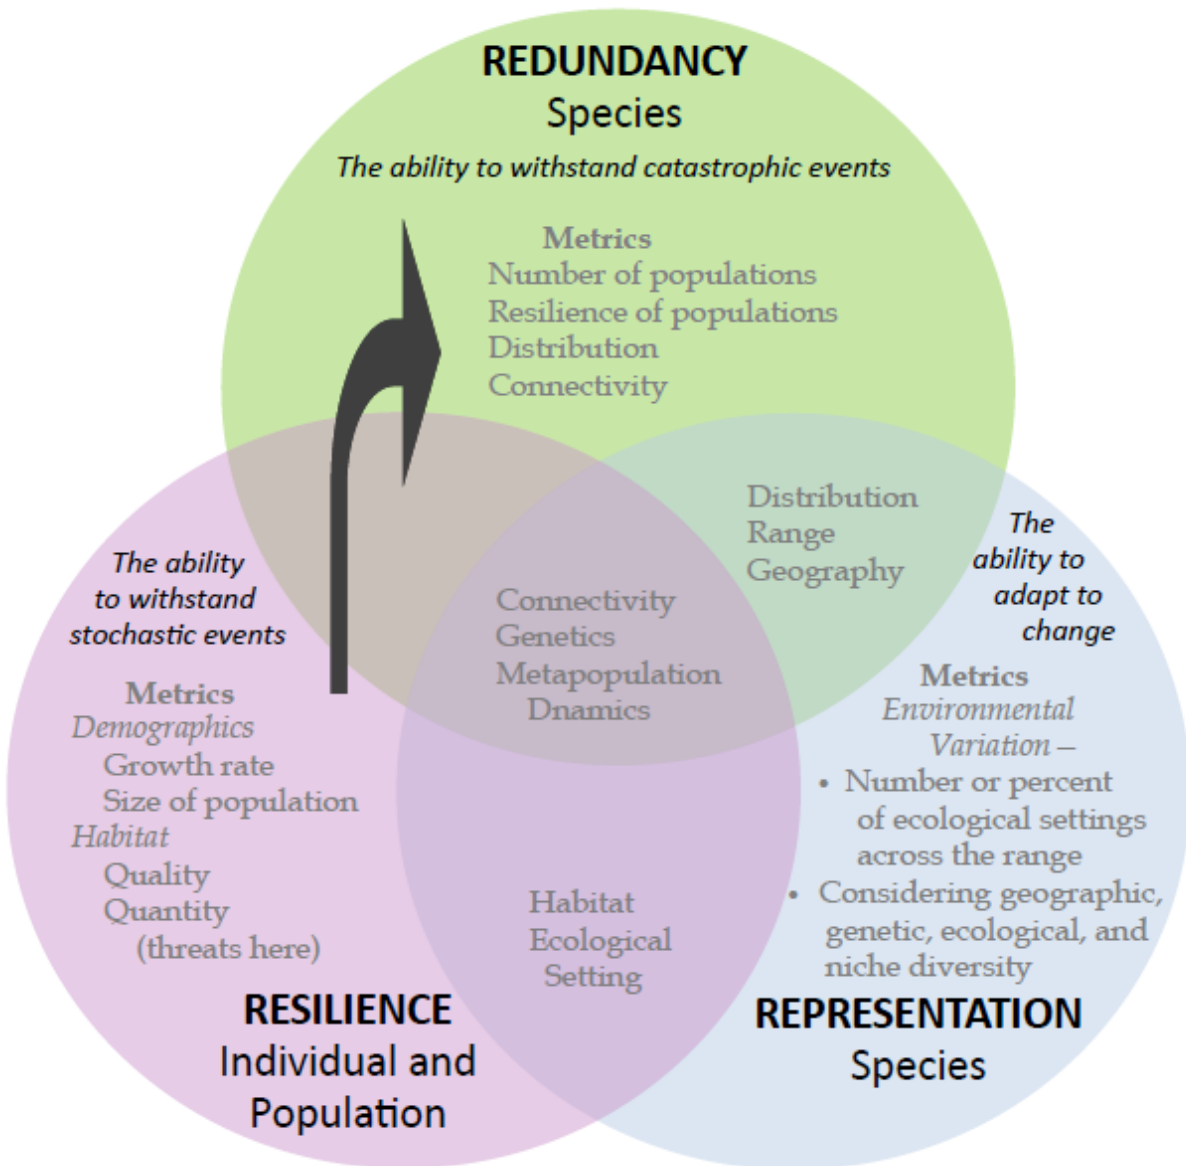 REDUNDANCY
Species
The ability to withstand catastrophic events
Metrics
Number of populations
Resilience of populations
Distribution
Connectivity
Distribution
Range
Geography
The
ability to
adapt to
change
The ability
to withstand
stochastic events
Connectivity
Genetics
Metapopulation
Dnamics
Metrics
Demographics
Growth rate
Size of population
Habitat
Quality
Quantity
(threats here)
Metrics
Environmental
Variation –
• Number or percent
of ecological settings
across the range
• Considering geographic,
genetic, ecological, and
niche diversity
Habitat
Ecological
Setting
RESILIENCE
Individual and
Population
REPRESENTATION
Species